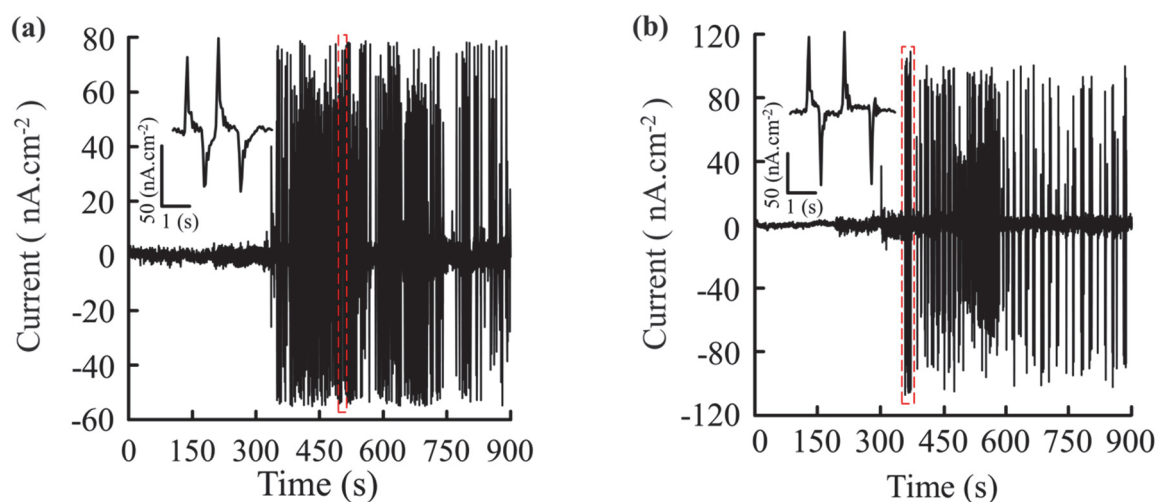 (a)
80
60
40
20
0
-20
-40
-60
Current ( nA.cm⁻²)
50 (nA.cm⁻²)
1 (s)
0 150 300 450 600 750 900
Time (s)
(b)
120
80
40
0
-40
-80
-120
Current ( nA.cm⁻²)
50 (nA.cm⁻²)
1 (s)
0 150 300 450 600 750 900
Time (s)